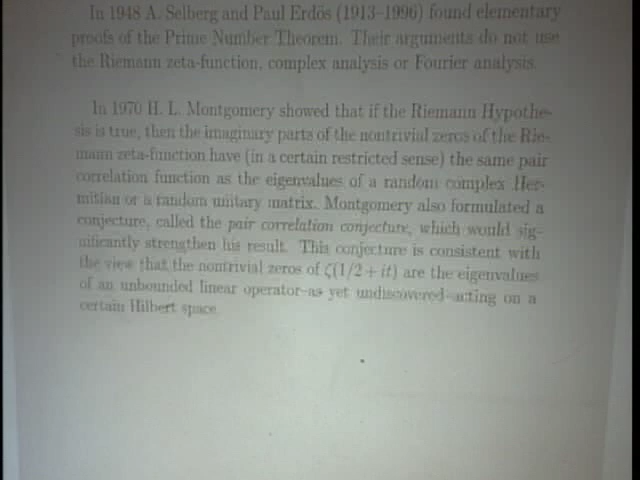 In 1948 A. Selberg and Paul Erdös (1913–1996) found elementary
proofs of the Prime Number Theorem. Their arguments do not use
the Riemann zeta-function, complex analysis or Fourier analysis.
In 1970 H. L. Montgomery showed that if the Riemann Hypothe-
sis is true, then the imaginary parts of the nontrivial zeros of the Rie-
mann zeta-function have (in a certain restricted sense) the same pair
correlation function as the eigenvalues of a random complex Her-
mitian or a random unitary matrix. Montgomery also formulated a
conjecture, called the pair correlation conjecture, which would sig-
nificantly strengthen his result. This conjecture is consistent with
the view that the nontrivial zeros of ζ(1/2 + it) are the eigenvalues
of an unbounded linear operator–as yet undiscovered–acting on a
certain Hilbert space.